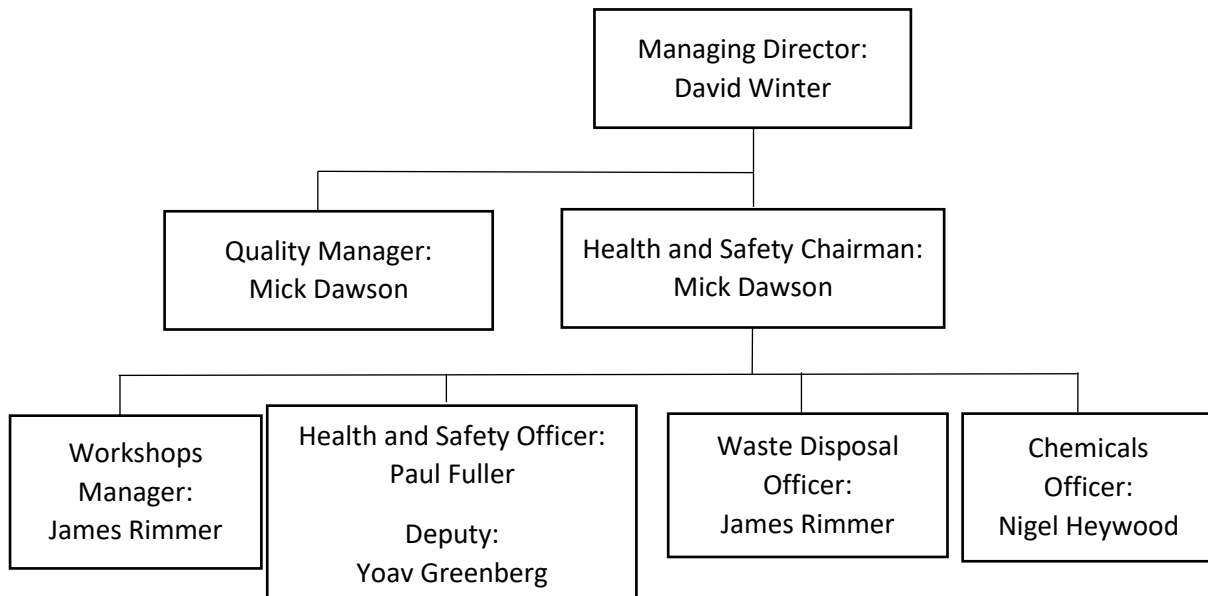 Managing Director:
David Winter
Quality Manager:
Mick Dawson
Health and Safety Chairman:
Mick Dawson
Workshops
Manager:
James Rimmer
Health and Safety Officer:
Paul Fuller
Deputy:
Yoav Greenberg
Waste Disposal
Officer:
James Rimmer
Chemicals
Officer:
Nigel Heywood